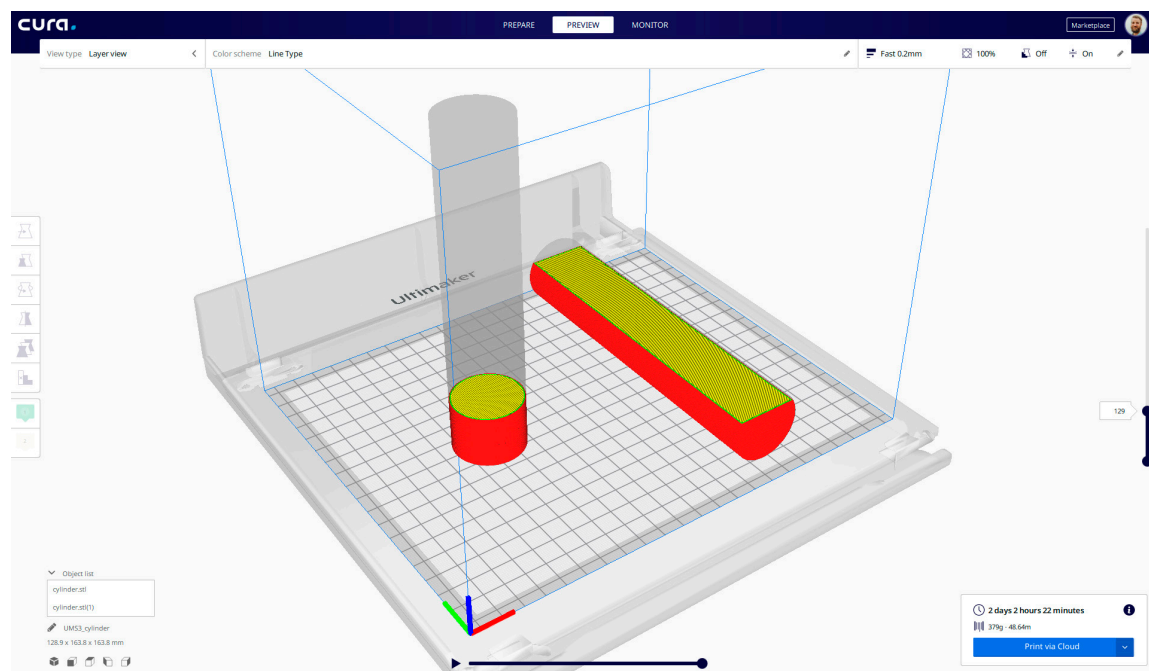 cura.
PREPARE PREVIEW MONITOR
Marketplace
View type Layer view
Color scheme Line Type
Fast 0.2mm 100% Off On
Ultimaker
129
Object list
cylinder.stl
cylinder.stl(1)
UMS3_cylinder
128.9 x 163.8 x 163.8 mm
2 days 2 hours 22 minutes
379g · 48.64m
Print via Cloud